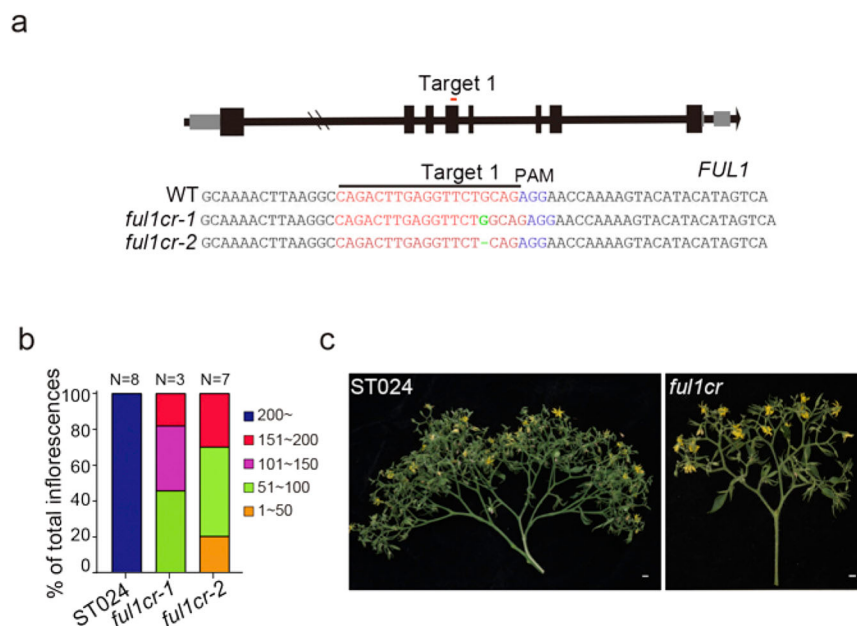 a
Target 1
Target 1 PAM FUL1
WT GCAAAACTTAAGGCCAGACTTGAGGTTCTGCAGAGGAACCAAAAGTACATACATAGTCA
ful1cr-1 GCAAAACTTAAGGCCAGACTTGAGGTTCTGGCAGAGGAACCAAAAGTACATACATAGTCA
ful1cr-2 GCAAAACTTAAGGCCAGACTTGAGGTTCT-CAGAGGAACCAAAAGTACATACATAGTCA
b
% of total inflorescences
N=8 N=3 N=7
100
80
60
40
20
0
ST024 ful1cr-1 ful1cr-2
200~
151~200
101~150
51~100
1~50
c
ST024
ful1cr